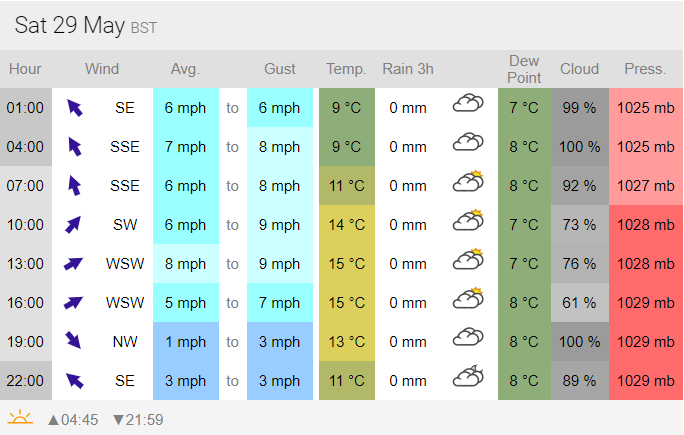 Sat 29 May BST
Hour Wind Avg. Gust Temp. Rain 3h Dew Point Cloud Press.
01:00 SE 6 mph to 6 mph 9 °C 0 mm 7 °C 99 % 1025 mb
04:00 SSE 7 mph to 8 mph 9 °C 0 mm 8 °C 100 % 1025 mb
07:00 SSE 6 mph to 8 mph 11 °C 0 mm 8 °C 92 % 1027 mb
10:00 SW 6 mph to 9 mph 14 °C 0 mm 7 °C 73 % 1028 mb
13:00 WSW 8 mph to 9 mph 15 °C 0 mm 7 °C 76 % 1028 mb
16:00 WSW 5 mph to 7 mph 15 °C 0 mm 8 °C 61 % 1029 mb
19:00 NW 1 mph to 3 mph 13 °C 0 mm 8 °C 100 % 1029 mb
22:00 SE 3 mph to 3 mph 11 °C 0 mm 8 °C 89 % 1029 mb
▲04:45 ▼21:59